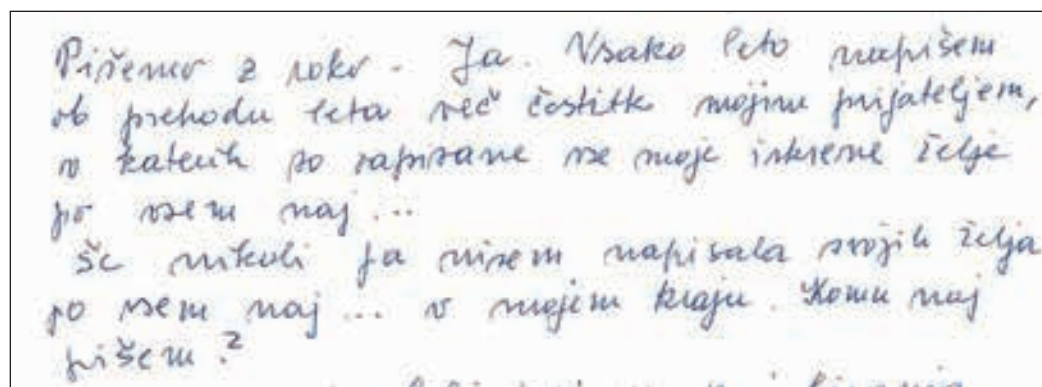 Pišemo z roko. Ja. Vsako leto napišem
ob prehodu leta več čestitk mojim prijateljem,
v katerih so zapisane vse moje iskrene želje
po vsem naj...
Še nikoli pa nisem napisala svojih želja
po vsem naj... v mojem kraju. Komu naj
pišem?